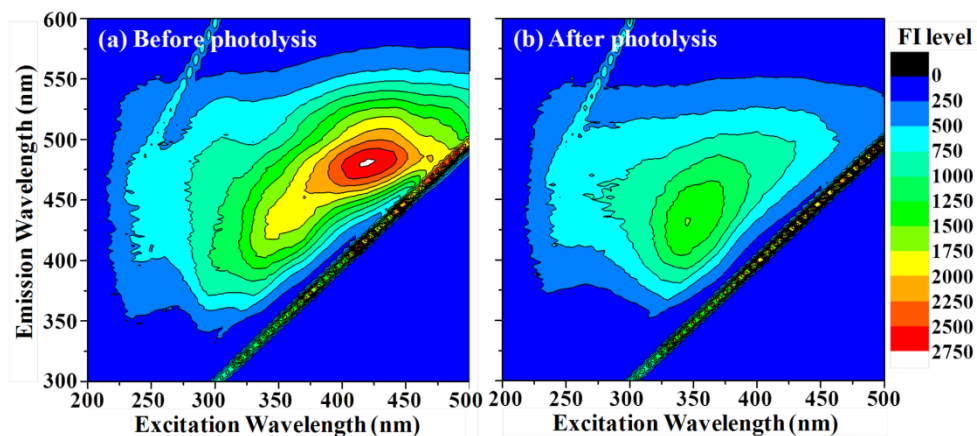 (a) Before photolysis
(b) After photolysis
FI level
600
550
500
450
400
350
300
Emission Wavelength (nm)
200 250 300 350 400 450 500
Excitation Wavelength (nm)
200 250 300 350 400 450 500
Excitation Wavelength (nm)
0
250
500
750
1000
1250
1500
1750
2000
2250
2500
2750